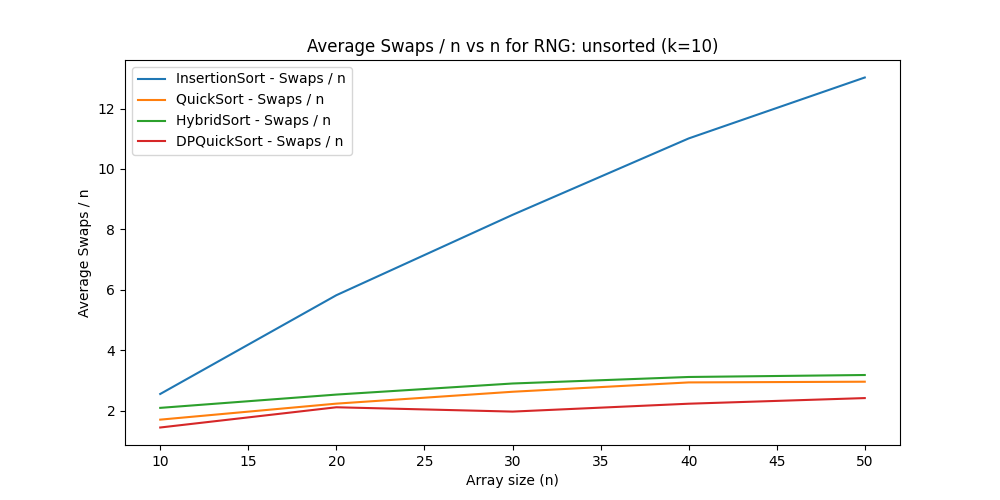 Average Swaps / n vs n for RNG: unsorted (k=10)
InsertionSort - Swaps / n
QuickSort - Swaps / n
HybridSort - Swaps / n
DPQuickSort - Swaps / n
Average Swaps / n
12
10
8
6
4
2
10 15 20 25 30 35 40 45 50
Array size (n)